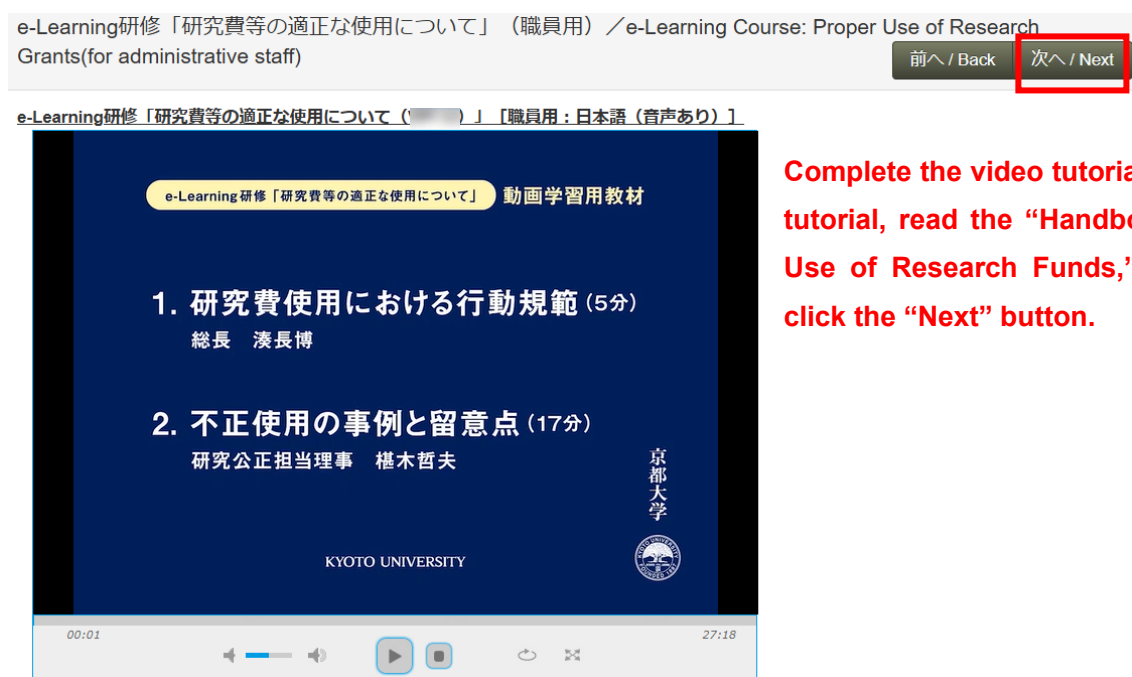 e-Learning研修「研究費等の適正な使用について」（職員用）／e-Learning Course: Proper Use of Research
Grants(for administrative staff)
前へ / Back
次へ / Next
e-Learning研修「研究費等の適正な使用について（ ）」［職員用：日本語（音声あり）］
e-Learning研修「研究費等の適正な使用について」 動画学習用教材
1. 研究費使用における行動規範（5分）
総長　湊長博
2. 不正使用の事例と留意点（17分）
研究公正担当理事　椹木哲夫
京都大学
KYOTO UNIVERSITY
00:01
27:18
Complete the video
tutorial, read the
Use of Research Funds,”
click the “Next” button.